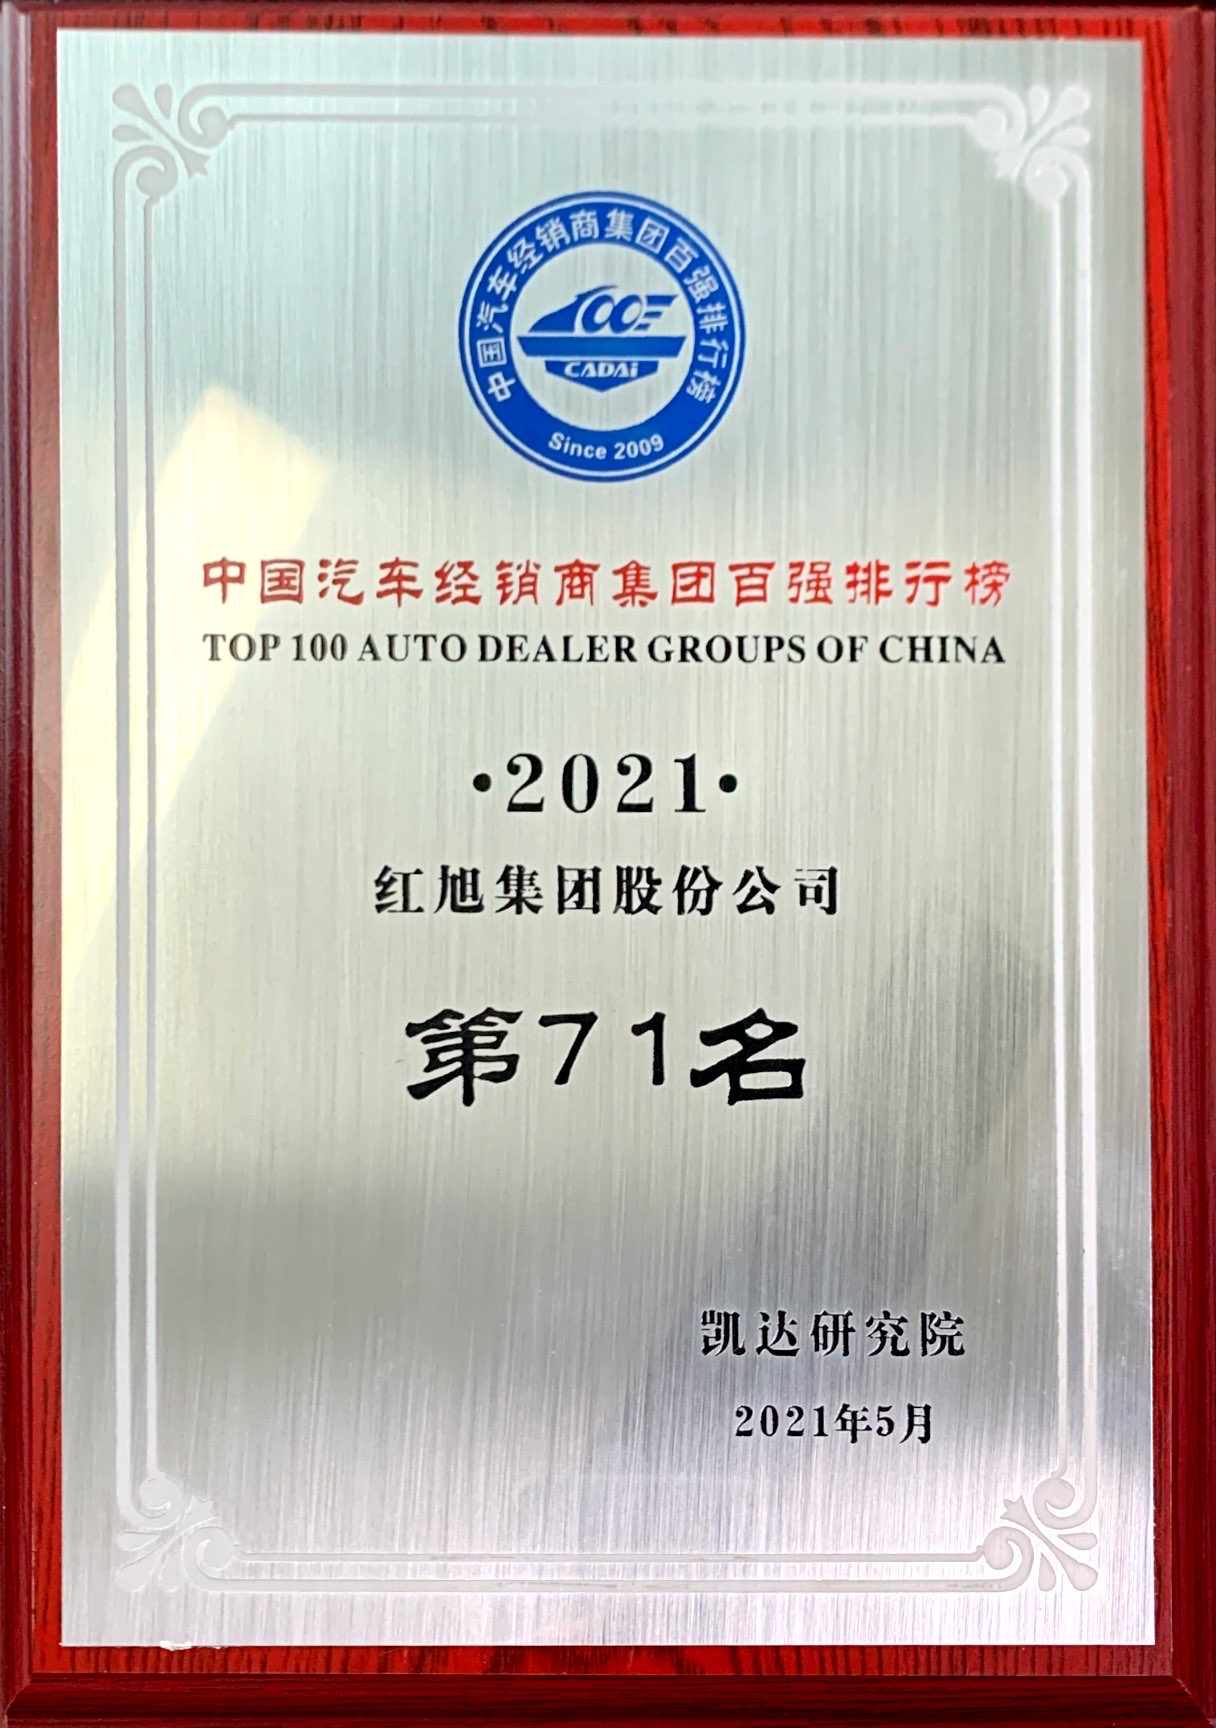 中国汽车经销商集团百强排行榜
100
CADAi
Since 2009
中国汽车经销商集团百强排行榜
TOP 100 AUTO DEALER GROUPS OF CHINA
·2021·
红旭集团股份公司
第71名
凯达研究院
2021年5月